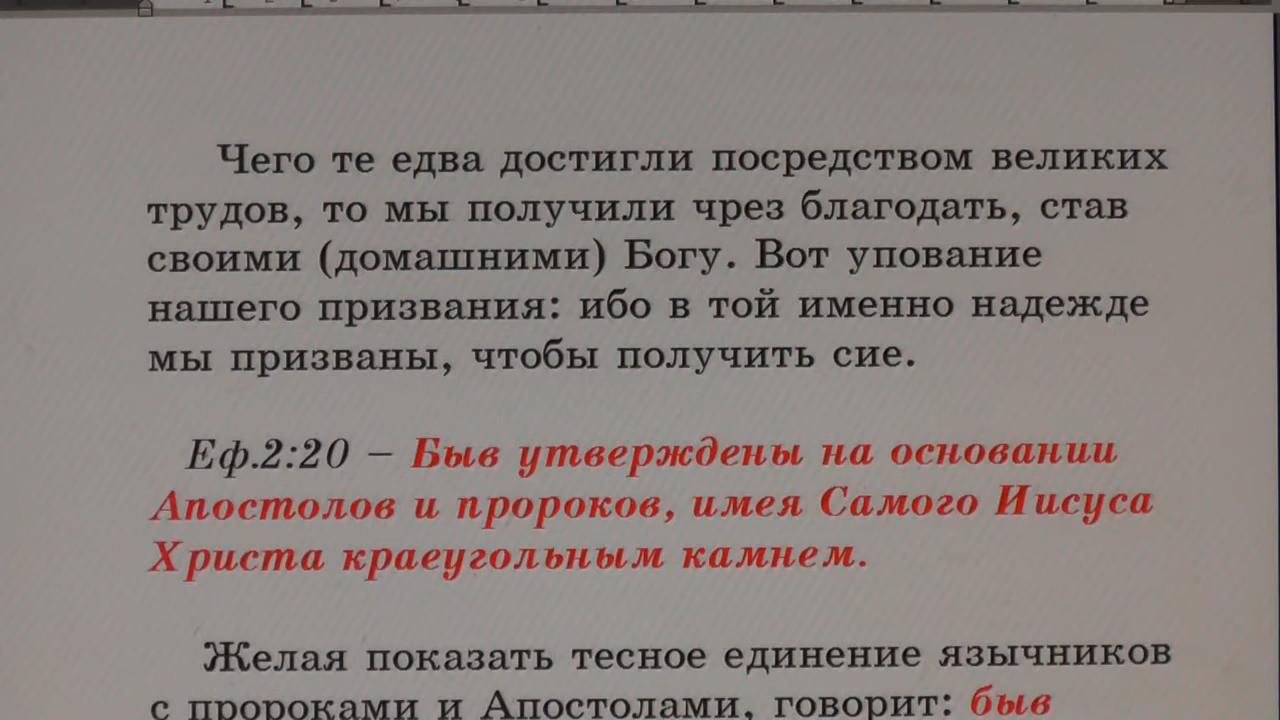 Чего те едва достигли посредством великих
трудов, то мы получили чрез благодать, став
своими (домашними) Богу. Вот упование
нашего призвания: ибо в той именно надежде
мы призваны, чтобы получить сие.
Еф.2:20 – Быв утверждены на основании
Апостолов и пророков, имея Самого Иисуса
Христа краеугольным камнем.
Желая показать тесное единение язычников
с пророками и Апостолами, говорит: быв